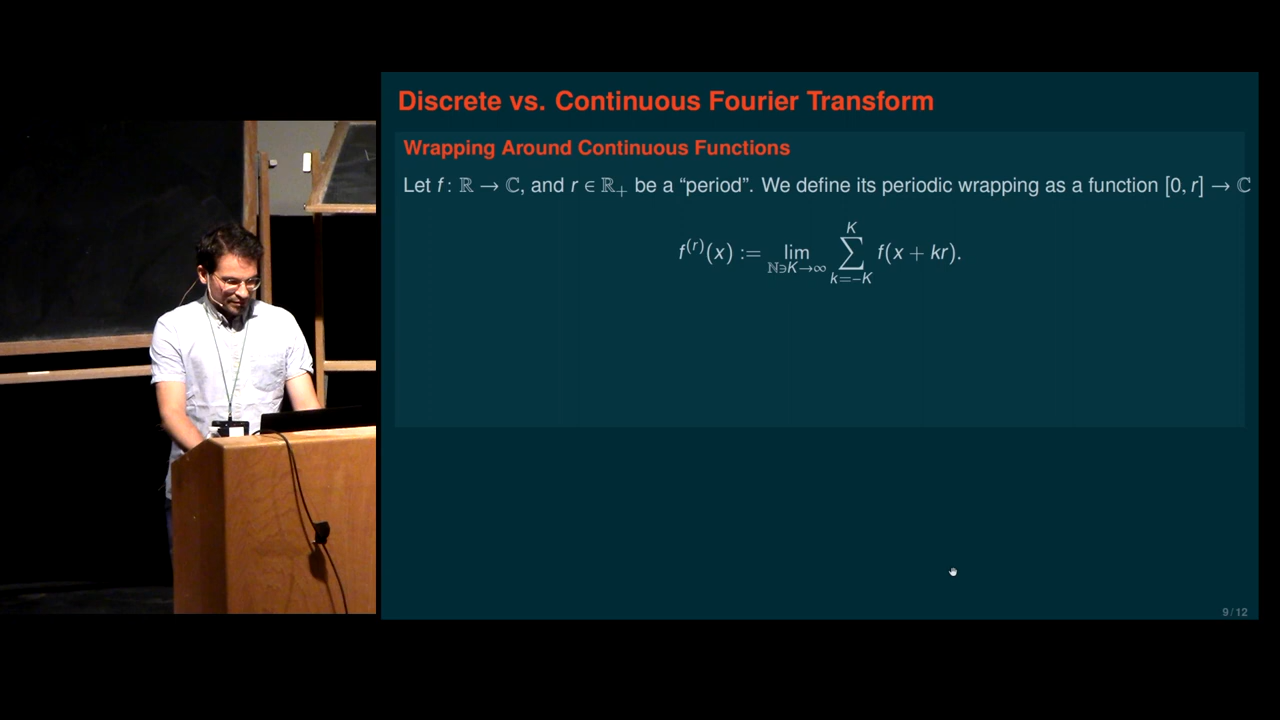 Discrete vs. Continuous Fourier Transform
Wrapping Around Continuous Functions
Let f : ℝ → ℂ, and r ∈ ℝ₊ be a “period”. We define its periodic wrapping as a function [0, r] → ℂ
f^{(r)}(x) := lim_{ℕ∋K→∞} ∑_{k=−K}^{K} f(x + kr).
9 / 12